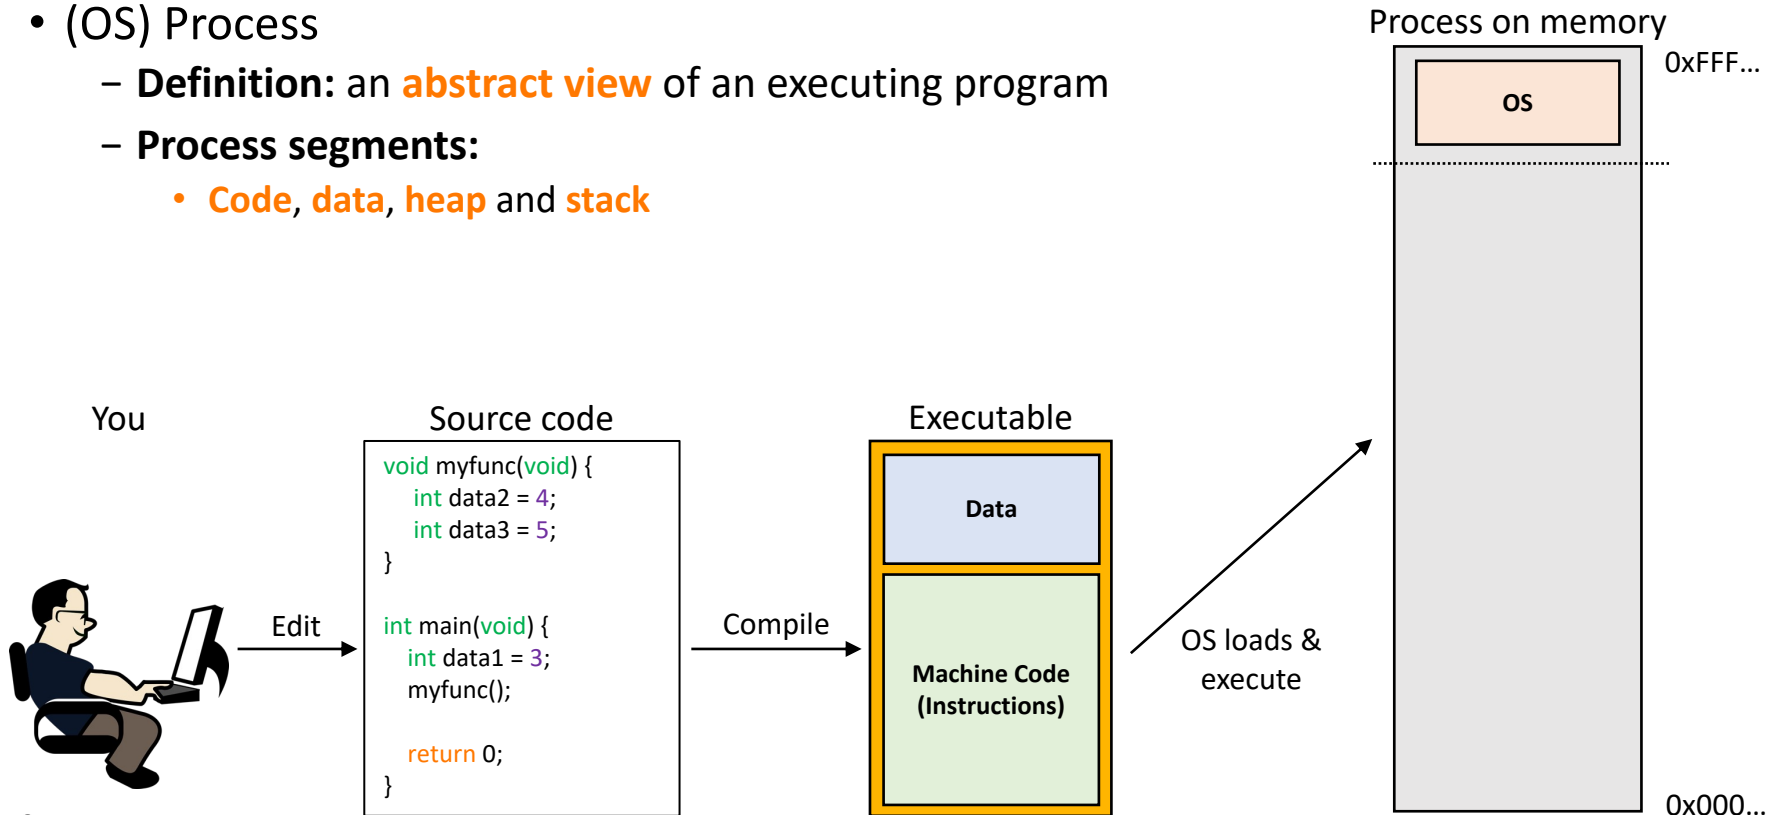 • (OS) Process
– Definition: an abstract view of an executing program
– Process segments:
• Code, data, heap and stack
Process on memory
0xFFF...
OS
You
Source code
Executable
void myfunc(void) {
int data2 = 4;
int data3 = 5;
}
int main(void) {
int data1 = 3;
myfunc();
return 0;
}
Edit
Compile
Data
Machine Code
(Instructions)
OS loads &
execute
0x000...